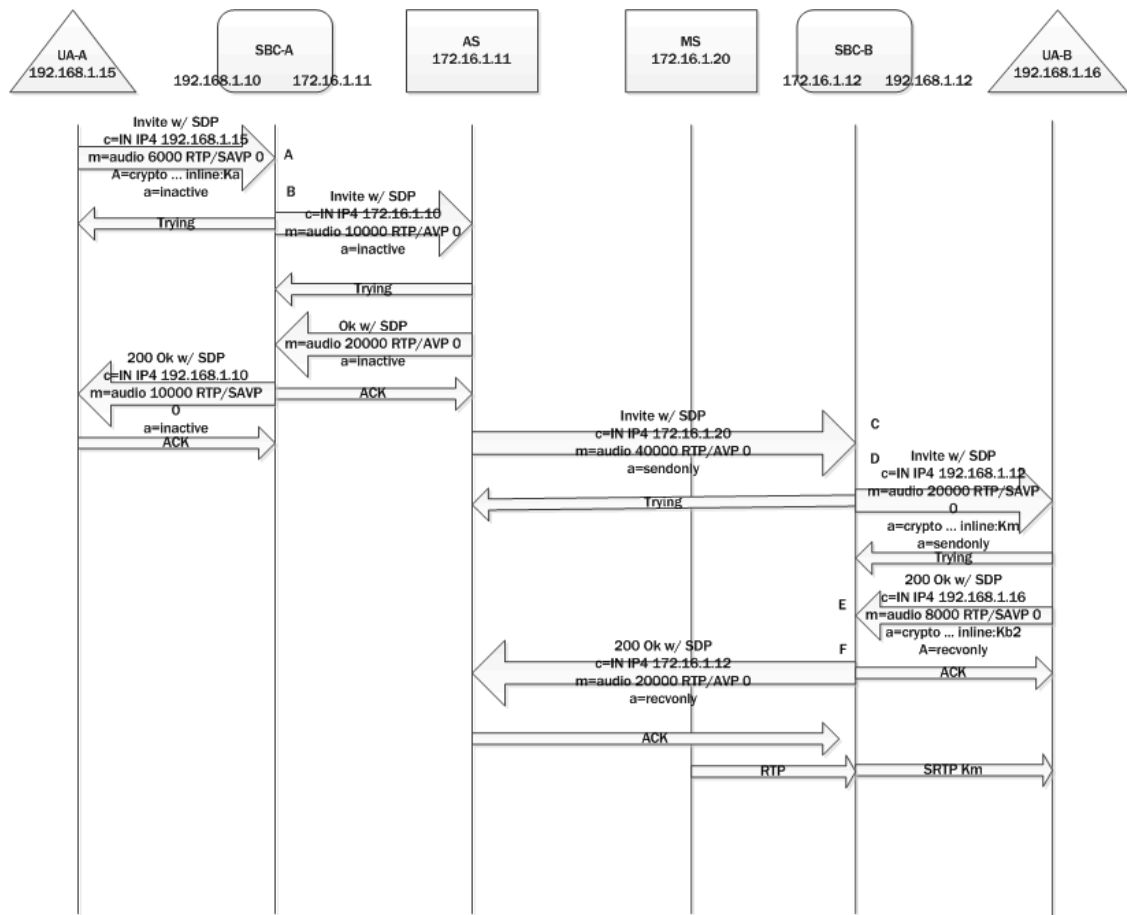 UA-A
192.168.1.15
SBC-A
192.168.1.10 172.16.1.11
AS
172.16.1.11
MS
172.16.1.20
SBC-B
172.16.1.12 192.168.1.12
UA-B
192.168.1.16
Invite w/ SDP
c=IN IP4 192.168.1.15
m=audio 6000 RTP/SAVP 0
A=crypto ... inline:Ka
a=inactive
A
B
Invite w/ SDP
c=IN IP4 172.16.1.10
m=audio 10000 RTP/AVP 0
a=inactive
Trying
Trying
Ok w/ SDP
m=audio 20000 RTP/AVP 0
a=inactive
200 Ok w/ SDP
c=IN IP4 192.168.1.10
m=audio 10000 RTP/SAVP
0
a=inactive
ACK
ACK
Invite w/ SDP
c=IN IP4 172.16.1.20
m=audio 40000 RTP/AVP 0
a=sendonly
C
D
Invite w/ SDP
c=IN IP4 192.168.1.12
m=audio 20000 RTP/SAVP
0
a=crypto ... inline:Km
a=sendonly
Trying
Trying
200 Ok w/ SDP
c=IN IP4 192.168.1.16
m=audio 8000 RTP/SAVP 0
a=crypto ... inline:Kb2
A=recvonly
E
F
200 Ok w/ SDP
c=IN IP4 172.16.1.12
m=audio 20000 RTP/AVP 0
a=recvonly
ACK
ACK
RTP
SRTP Km